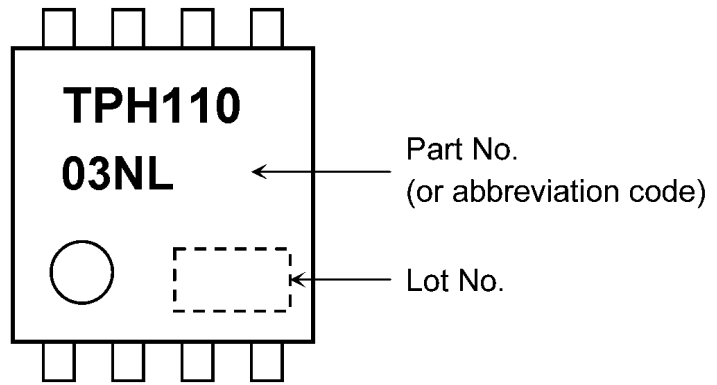 TPH110
03NL
Part No.
(or abbreviation code)
Lot No.